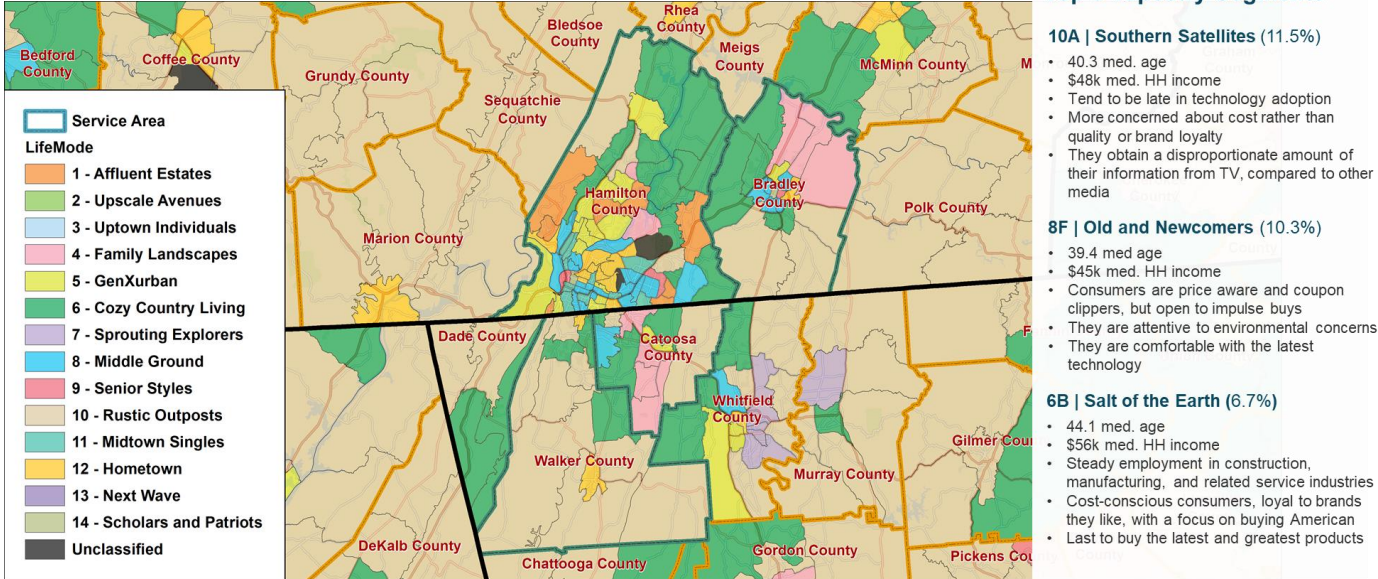 Rhea
County
Bledsoe
County
Meigs
County
Bedford
County
Coffee County
McMinn County
Grundy County
Sequatchie
County
Service Area
LifeMode
1 - Affluent Estates
2 - Upscale Avenues
3 - Uptown Individuals
4 - Family Landscapes
5 - GenXurban
6 - Cozy Country Living
7 - Sprouting Explorers
8 - Middle Ground
9 - Senior Styles
10 - Rustic Outposts
11 - Midtown Singles
12 - Hometown
13 - Next Wave
14 - Scholars and Patriots
Unclassified
Hamilton
County
Bradley
County
Polk County
Marion County
Dade County
Catoosa
County
Whitfield
County
Walker County
Murray County
DeKalb County
Chattooga County
Gordon County
10A | Southern Satellites (11.5%)
• 40.3 med. age
• $48k med. HH income
• Tend to be late in technology adoption
• More concerned about cost rather than
quality or brand loyalty
• They obtain a disproportionate amount of
their information from TV, compared to other
media
8F | Old and Newcomers (10.3%)
• 39.4 med age
• $45k med. HH income
• Consumers are price aware and coupon
clippers, but open to impulse buys
• They are attentive to environmental concerns
• They are comfortable with the latest
technology
6B | Salt of the Earth (6.7%)
• 44.1 med. age
• $56k med. HH income
• Steady employment in construction,
manufacturing, and related service industries
• Cost-conscious consumers, loyal to brands
they like, with a focus on buying American
• Last to buy the latest and greatest products
Gilmer
Pickens